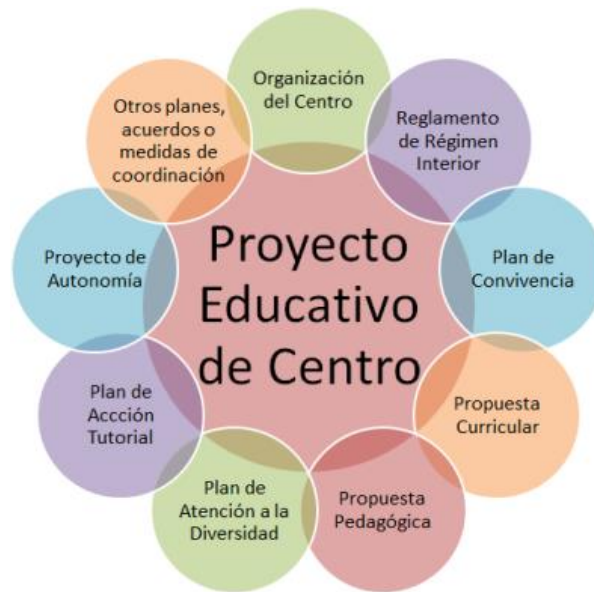 Organización
del Centro
Reglamento
de Régimen
Interior
Plan de
Convivencia
Propuesta
Curricular
Propuesta
Pedagógica
Plan de
Atención a la
Diversidad
Plan de
Accción
Tutorial
Proyecto de
Autonomía
Otros planes,
acuerdos o
medidas de
coordinación
Proyecto
Educativo
de Centro